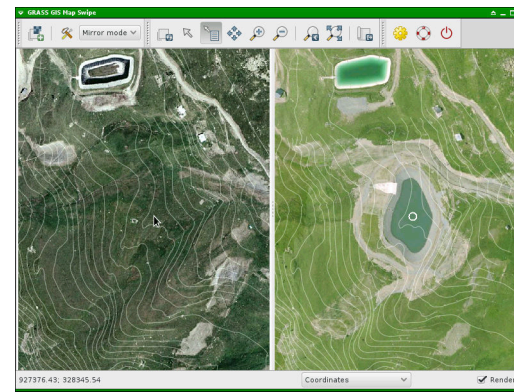 GRASS GIS Map Swipe
Mirror mode
927376.43; 328345.54
Coordinates
Render